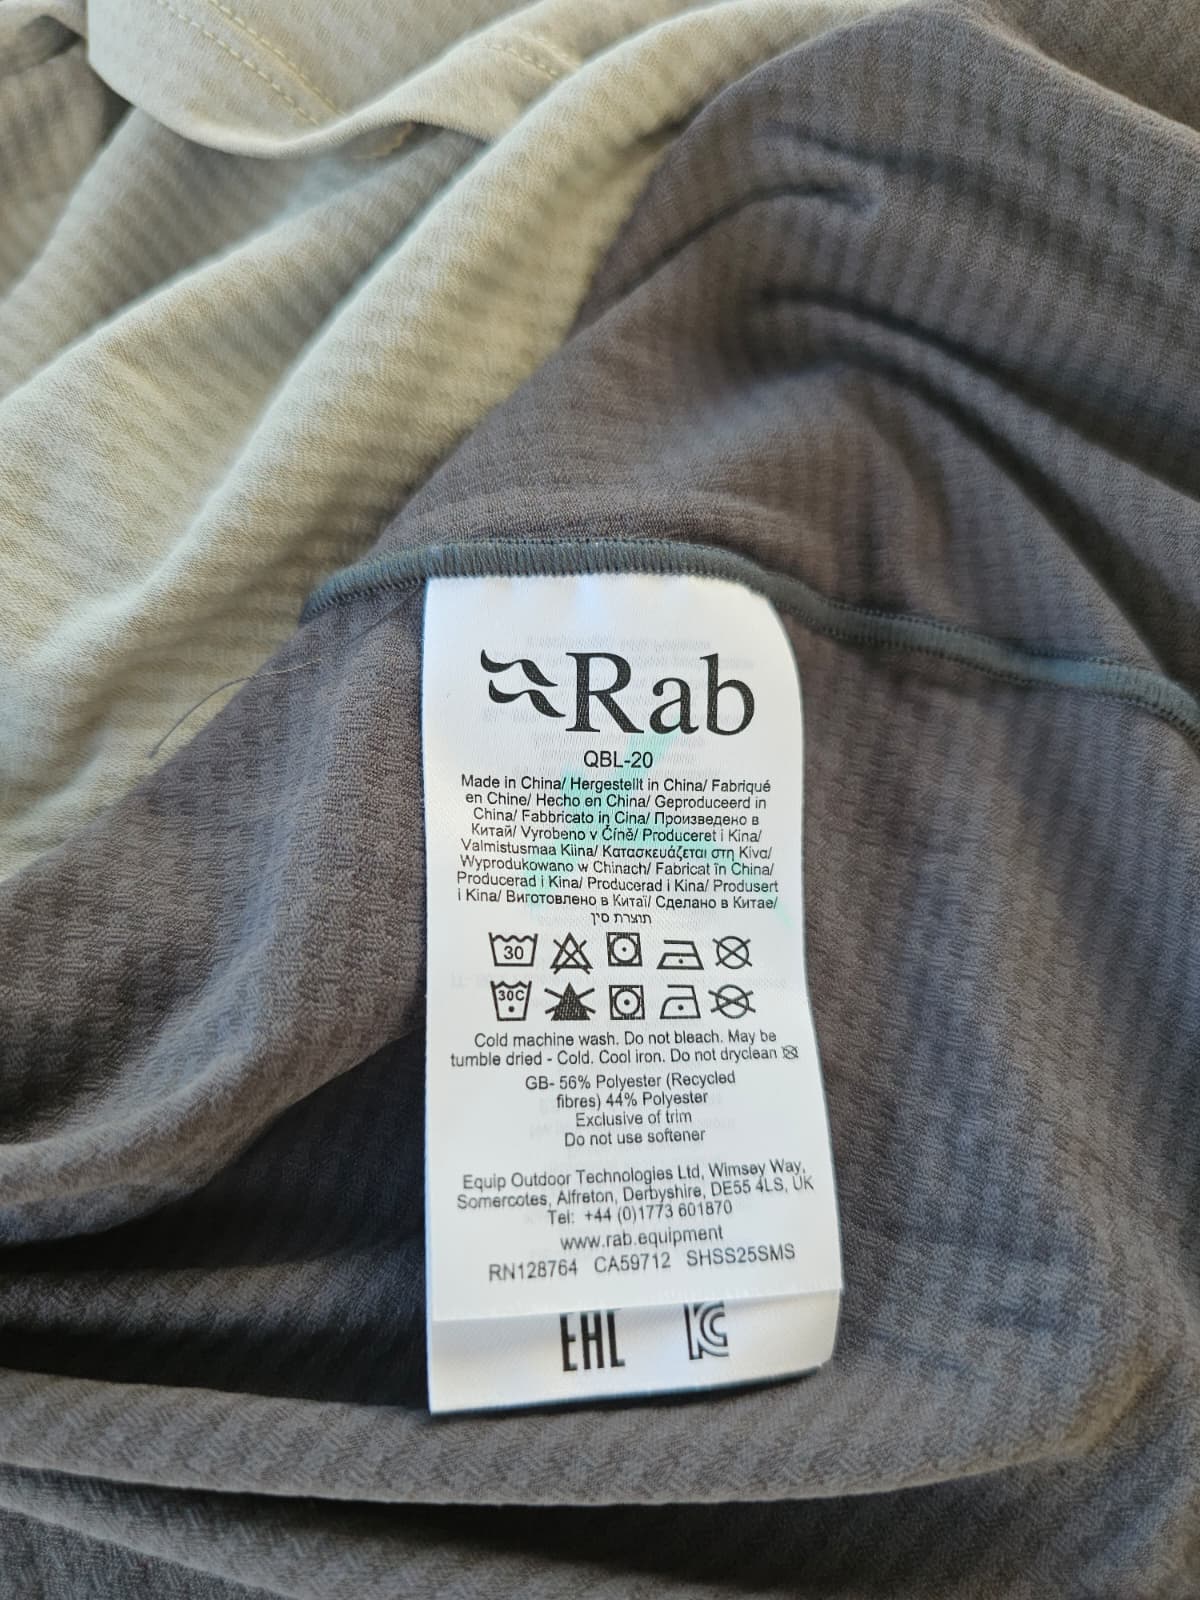 Rab
QBL-20
Made in China/ Hergestellt in China/ Fabriqué
en Chine/ Hecho en China/ Geproduceerd in
China/ Fabbricato in Cina/ Произведено в
Китай/ Vyrobeno v Číně/ Produceret i Kina/
Valmistusmaa Kiina/ Κατασκευάζεται στη Κίνα/
Wyprodukowano w Chinach/ Fabricat în China/
Producerad i Kina/ Producerad i Kina/ Produsert
i Kina/ Виготовлено в Китаї/ Сделано в Китае/
תוצרת סין
30
30C
Cold machine wash. Do not bleach. May be
tumble dried - Cold. Cool iron. Do not dryclean
GB- 56% Polyester (Recycled
fibres) 44% Polyester
Exclusive of trim
Do not use softener
Equip Outdoor Technologies Ltd, Wimsey Way,
Somercotes, Alfreton, Derbyshire, DE55 4LS, UK
Tel: +44 (0)1773 601870
www.rab.equipment
RN128764 CA59712 SHSS25SMS
EAC KC